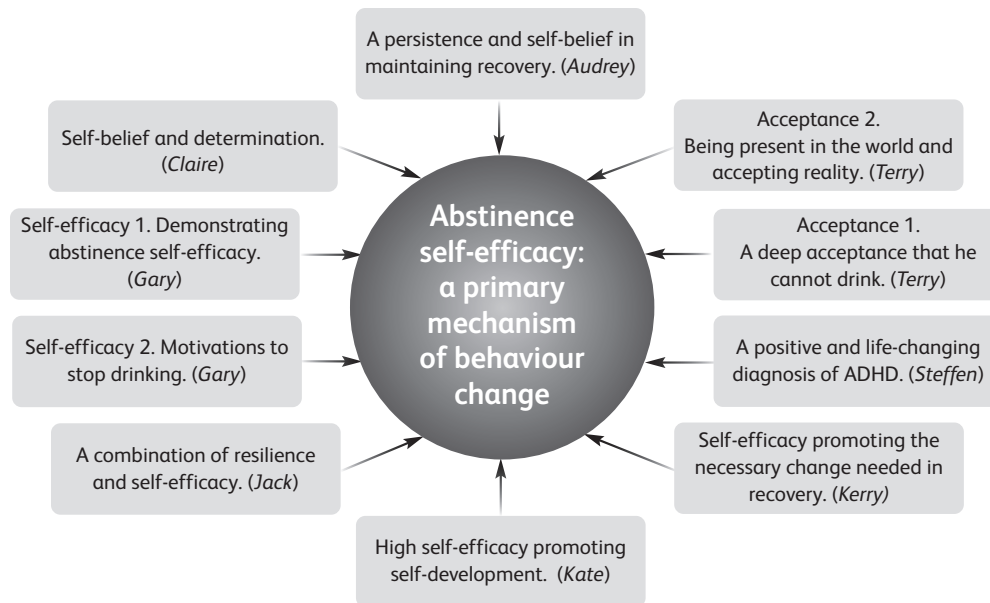 A persistence and self-belief in
maintaining recovery. (Audrey)
Acceptance 2.
Being present in the world and
accepting reality. (Terry)
Acceptance 1.
A deep acceptance that he
cannot drink. (Terry)
A positive and life-changing
diagnosis of ADHD. (Steffen)
Self-efficacy promoting the
necessary change needed in
recovery. (Kerry)
High self-efficacy promoting
self-development. (Kate)
A combination of resilience
and self-efficacy. (Jack)
Self-efficacy 2. Motivations to
stop drinking. (Gary)
Self-efficacy 1. Demonstrating
abstinence self-efficacy.
(Gary)
Self-belief and determination.
(Claire)
Abstinence
self-efficacy:
a primary
mechanism
of behaviour
change